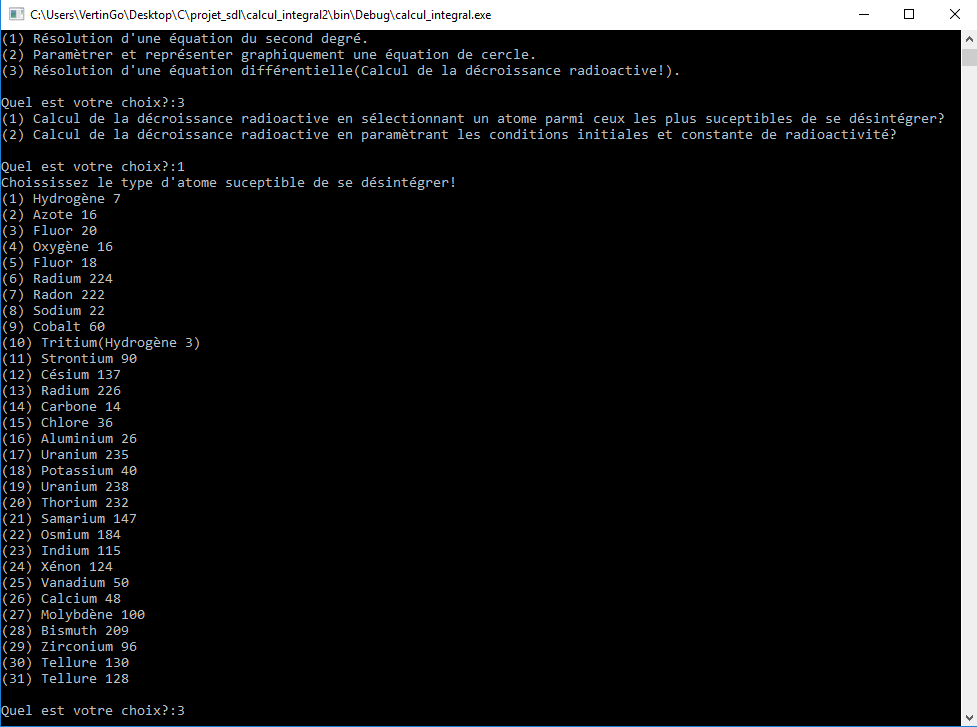 C:\Users\VertinGo\Desktop\C\projet_sdl\calcul_integral2\bin\Debug\calcul_integral.exe
(1) Résolution d'une équation du second degré.
(2) Paramètrer et représenter graphiquement une équation de cercle.
(3) Résolution d'une équation différentielle(Calcul de la décroissance radioactive!).
Quel est votre choix?:3
(1) Calcul de la décroissance radioactive en sélectionnant un atome parmi ceux les plus suceptibles de se désintégrer?
(2) Calcul de la décroissance radioactive en paramètrant les conditions initiales et constante de radioactivité?
Quel est votre choix?:1
Choississez le type d'atome suceptible de se désintégrer!
(1) Hydrogène 7
(2) Azote 16
(3) Fluor 20
(4) Oxygène 16
(5) Fluor 18
(6) Radium 224
(7) Radon 222
(8) Sodium 22
(9) Cobalt 60
(10) Tritium(Hydrogène 3)
(11) Strontium 90
(12) Césium 137
(13) Radium 226
(14) Carbone 14
(15) Chlore 36
(16) Aluminium 26
(17) Uranium 235
(18) Potassium 40
(19) Uranium 238
(20) Thorium 232
(21) Samarium 147
(22) Osmium 184
(23) Indium 115
(24) Xénon 124
(25) Vanadium 50
(26) Calcium 48
(27) Molybdène 100
(28) Bismuth 209
(29) Zirconium 96
(30) Tellure 130
(31) Tellure 128
Quel est votre choix?:3